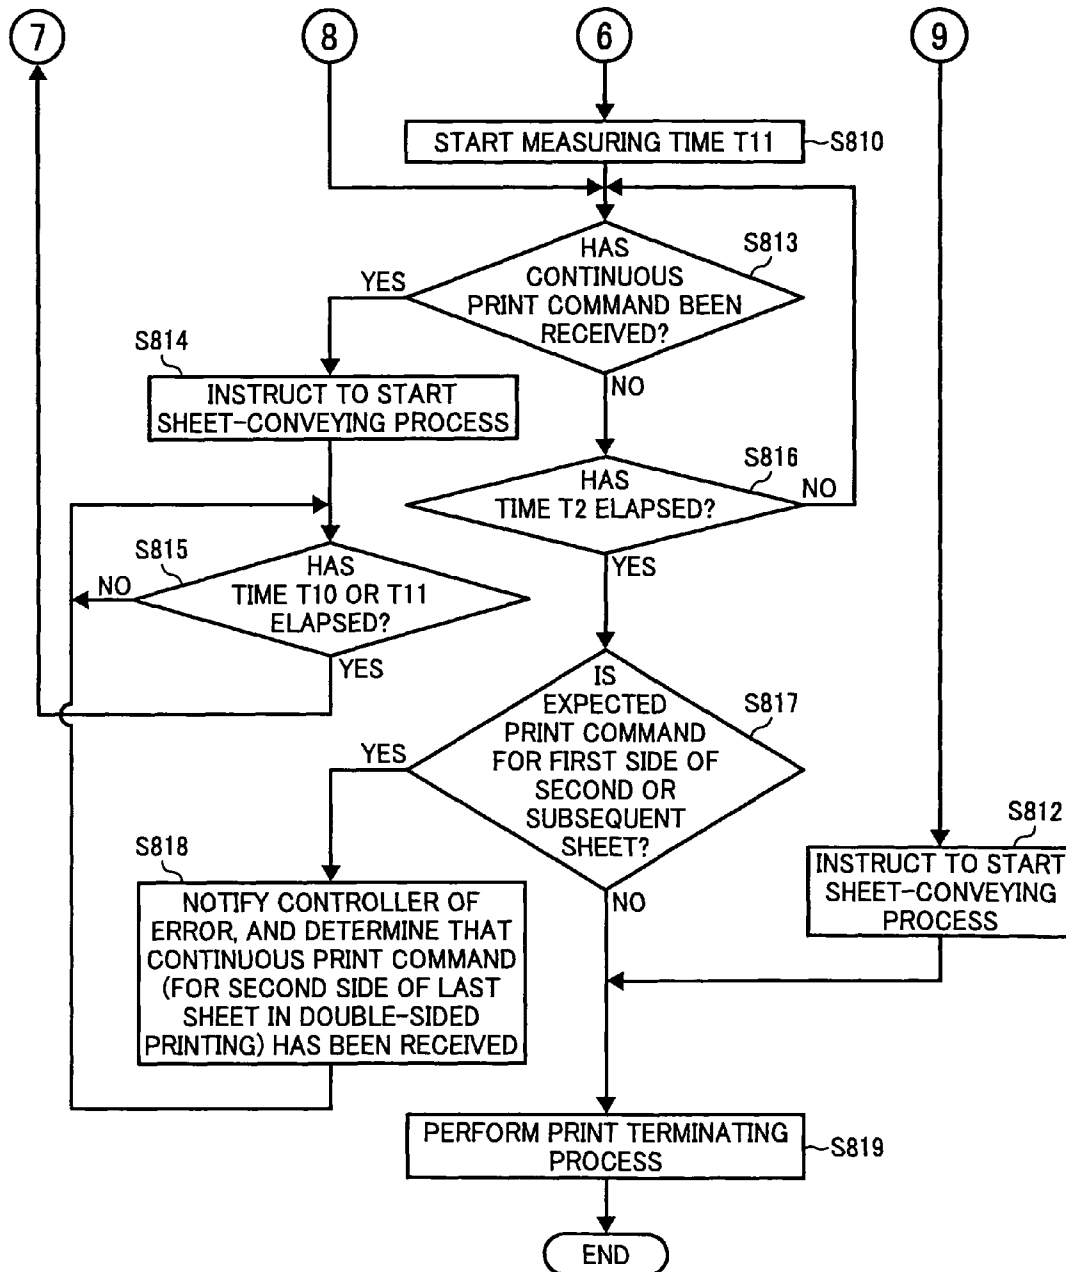 7
8
6
9
START MEASURING TIME T11
S810
HAS
CONTINUOUS
PRINT COMMAND BEEN
RECEIVED?
S813
YES
NO
S814
INSTRUCT TO START
SHEET-CONVEYING PROCESS
HAS
TIME T2 ELAPSED?
S816
NO
YES
S815
HAS
TIME T10 OR T11
ELAPSED?
NO
YES
IS
EXPECTED
PRINT COMMAND
FOR FIRST SIDE OF
SECOND OR
SUBSEQUENT
SHEET?
S817
YES
NO
S818
NOTIFY CONTROLLER OF
ERROR, AND DETERMINE THAT
CONTINUOUS PRINT COMMAND
(FOR SECOND SIDE OF LAST
SHEET IN DOUBLE-SIDED
PRINTING) HAS BEEN RECEIVED
S812
INSTRUCT TO START
SHEET-CONVEYING
PROCESS
PERFORM PRINT TERMINATING
PROCESS
S819
END